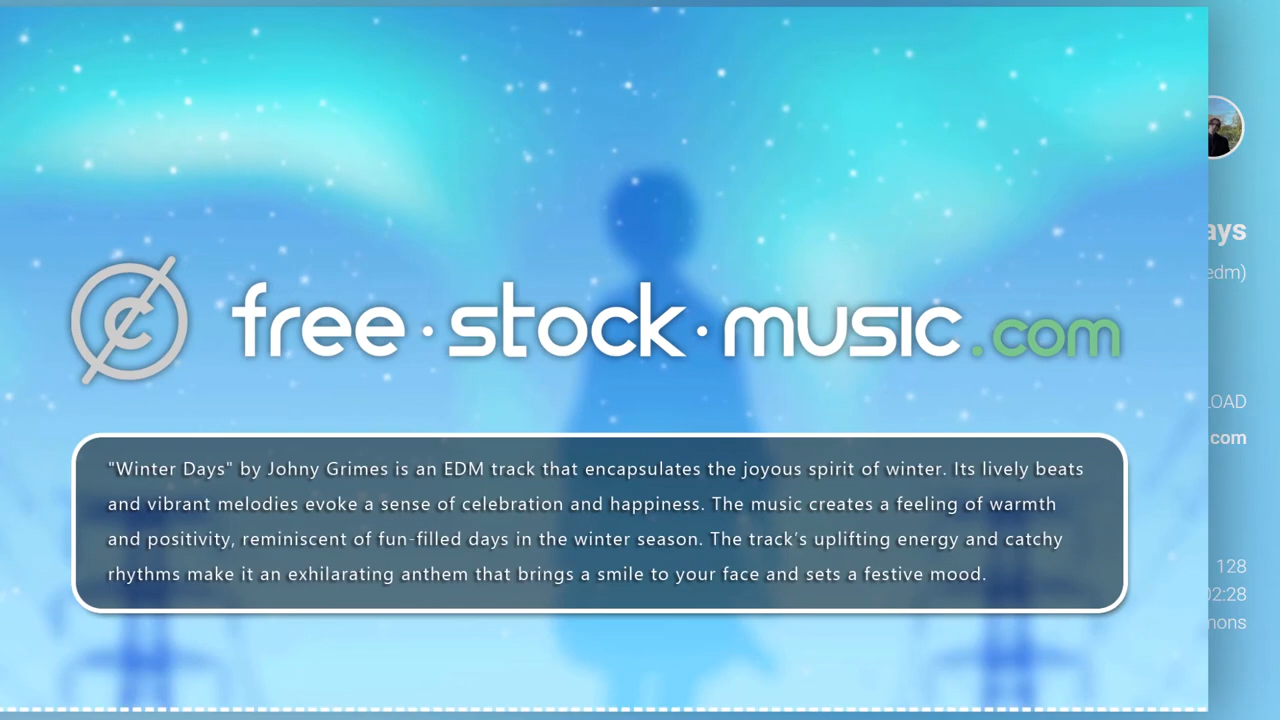 free·stock·music.com
"Winter Days" by Johny Grimes is an EDM track that encapsulates the joyous spirit of winter. Its lively beats
and vibrant melodies evoke a sense of celebration and happiness. The music creates a feeling of warmth
and positivity, reminiscent of fun-filled days in the winter season. The track's uplifting energy and catchy
rhythms make it an exhilarating anthem that brings a smile to your face and sets a festive mood.
ays
edm)
OAD
.com
128
02:28
mons